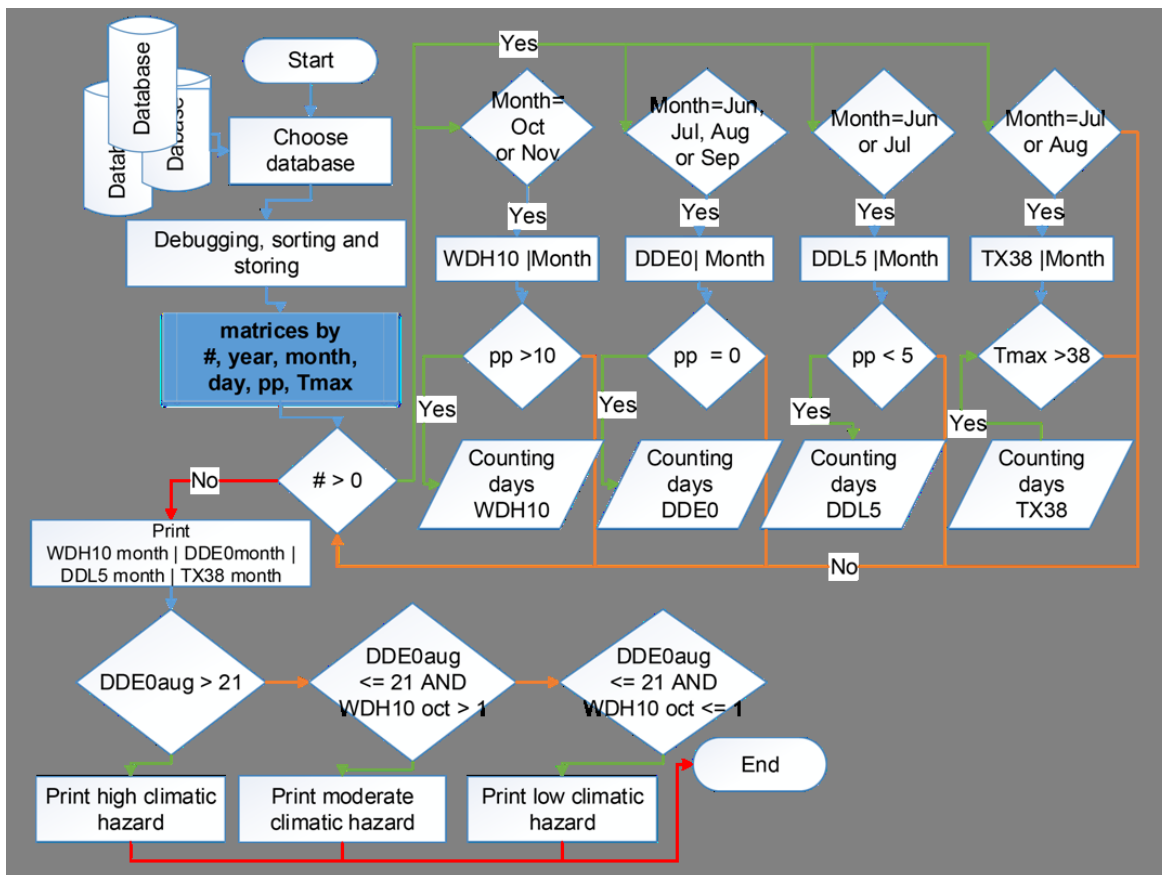 Database
Database
Database
Start
Choose
database
Debugging, sorting and
storing
matrices by
#, year, month,
day, pp, Tmax
# > 0
No
Print
WDH10 month | DDE0month |
DDL5 month | TX38 month
Yes
Month=
Oct
or Nov
Yes
WDH10 |Month
pp >10
Yes
Counting
days
WDH10
Month=Jun,
Jul, Aug
or Sep
Yes
DDE0| Month
pp = 0
Yes
Counting
days
DDE0
Month=Jun
or Jul
Yes
DDL5 |Month
pp < 5
Yes
Counting
days
DDL5
Month=Jul
or Aug
Yes
TX38 |Month
Tmax >38
Yes
Counting
days
TX38
No
DDE0aug > 21
DDE0aug
<= 21 AND
WDH10 oct > 1
DDE0aug
<= 21 AND
WDH10 oct <= 1
Print high climatic
hazard
Print moderate
climatic hazard
Print low climatic
hazard
End